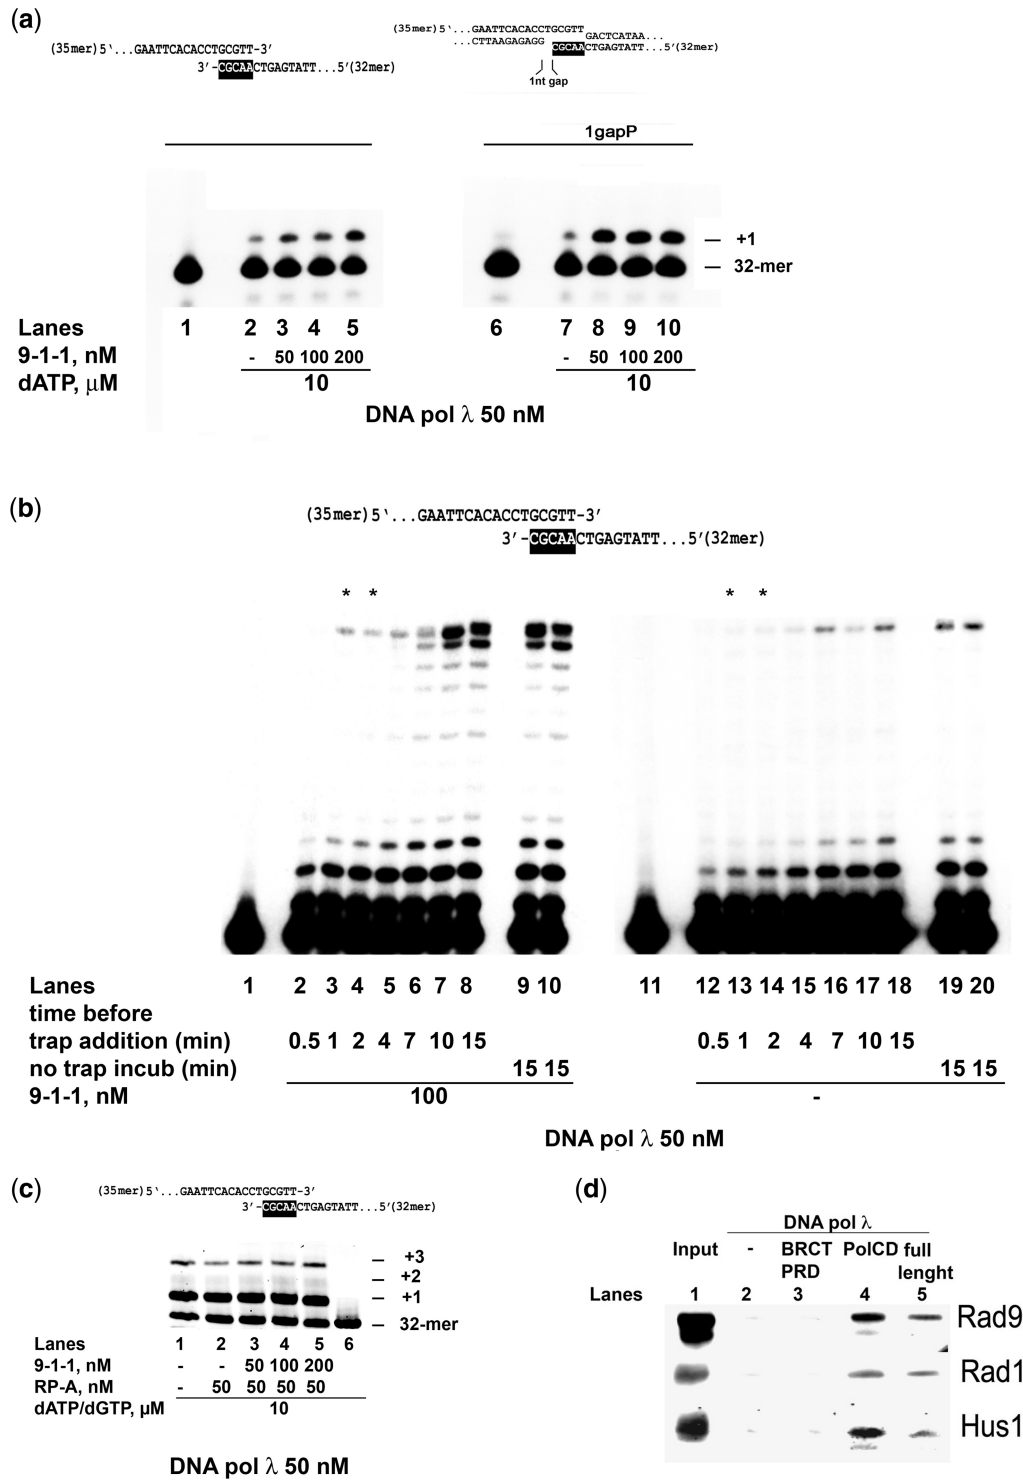 (a)
(35mer)5‵...GAATTCACACCTGCGTT-3′
3′-CGCAACTGAGTATT...5′(32mer)
(35mer)5‵...GAATTCACACCTGCGTT
GACTCATAA...
...CTTAAGAGAGG CGCAACTGAGTATT...5′(32mer)
1nt gap
1gapP
+1
32-mer
Lanes 1 2 3 4 5 6 7 8 9 10
9-1-1, nM - 50 100 200 - 50 100 200
dATP, μM 10 10
DNA pol λ 50 nM
(b)
(35mer)5‵...GAATTCACACCTGCGTT-3′
3′-CGCAACTGAGTATT...5′(32mer)
* * * *
Lanes 1 2 3 4 5 6 7 8 9 10 11 12 13 14 15 16 17 18 19 20
time before
trap addition (min) 0.5 1 2 4 7 10 15 0.5 1 2 4 7 10 15
no trap incub (min) 15 15 15 15
9-1-1, nM 100 -
DNA pol λ 50 nM
(c)
(35mer)5‵...GAATTCACACCTGCGTT-3′
3′-CGCAACTGAGTATT...5′(32mer)
+3
+2
+1
32-mer
Lanes 1 2 3 4 5 6
9-1-1, nM - - 50 100 200
RP-A, nM - 50 50 50 50
dATP/dGTP, μM 10
DNA pol λ 50 nM
(d)
DNA pol λ
Input - BRCT PolCD full
PRD lenght
Lanes 1 2 3 4 5
Rad9
Rad1
Hus1